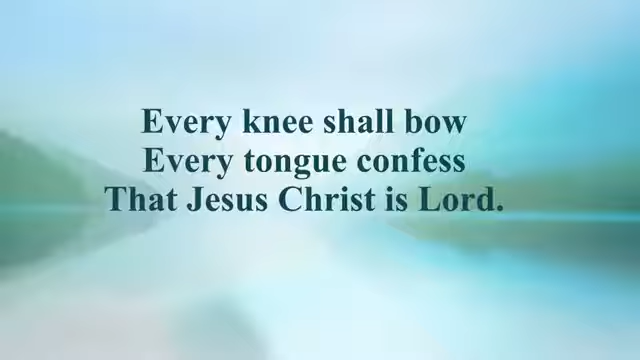 Every knee shall bow
Every tongue confess
That Jesus Christ is Lord.